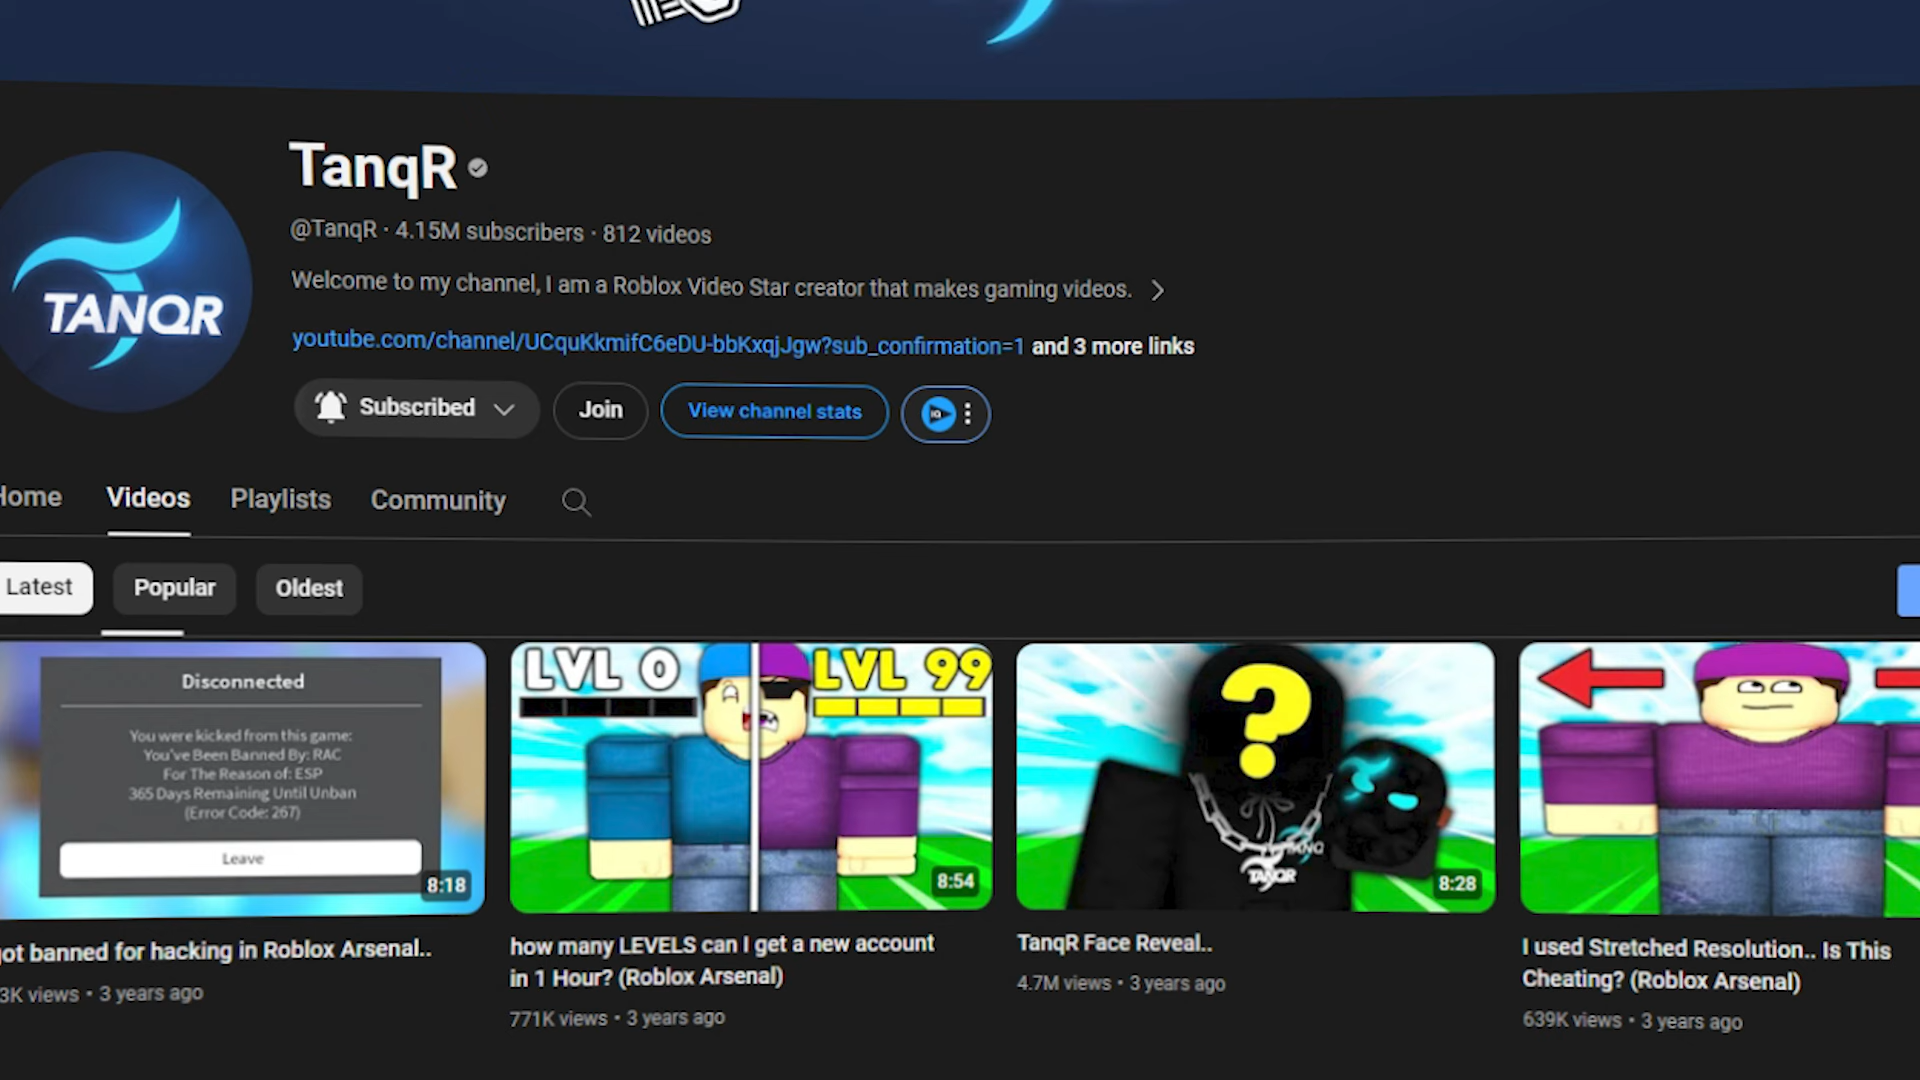 TanqR
@TanqR · 4.15M subscribers · 812 videos
Welcome to my channel, I am a Roblox Video Star creator that makes gaming videos.
youtube.com/channel/UCquKkmifC6eDU-bbKxqjJgw?sub_confirmation=1 and 3 more links
TANQR
Subscribed
Join
View channel stats
IQ
Home Videos Playlists Community
Latest Popular Oldest
Disconnected
You were kicked from this game:
You've Been Banned By: RAC
For The Reason of: ESP
365 Days Remaining Until Unban
(Error Code: 267)
Leave
8:18
got banned for hacking in Roblox Arsenal..
3K views • 3 years ago
LVL 0 LVL 99
8:54
how many LEVELS can I get a new account
in 1 Hour? (Roblox Arsenal)
771K views • 3 years ago
?
TANQR
8:28
TanqR Face Reveal..
4.7M views • 3 years ago
I used Stretched Resolution.. Is This
Cheating? (Roblox Arsenal)
639K views • 3 years ago